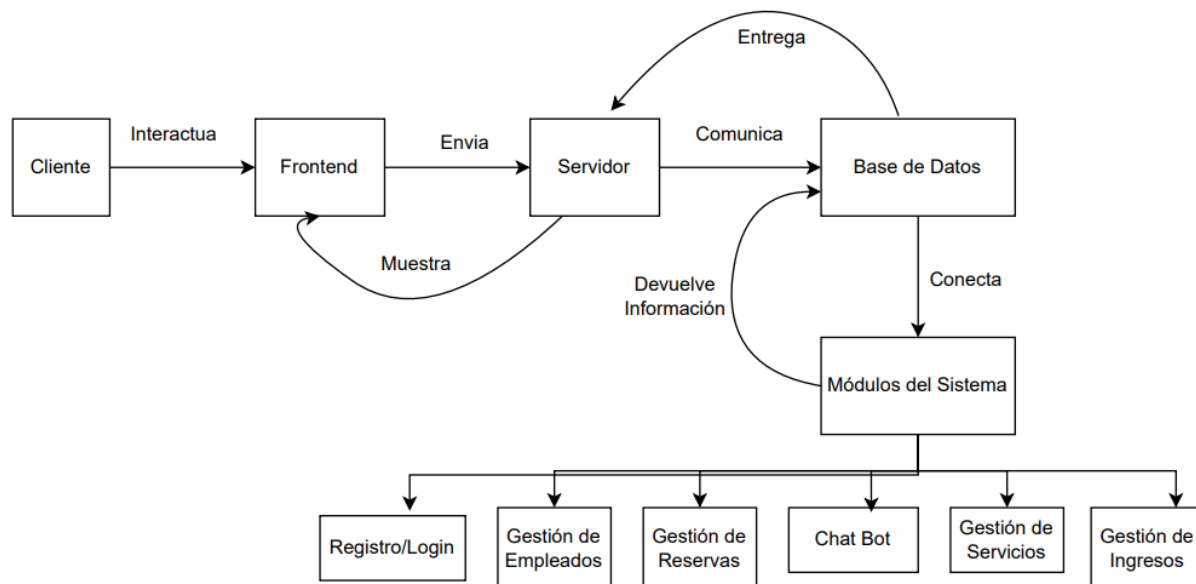 Entrega
Interactua
Envia
Comunica
Cliente
Frontend
Servidor
Base de Datos
Muestra
Devuelve
Información
Conecta
Módulos del Sistema
Registro/Login
Gestión de
Empleados
Gestión de
Reservas
Chat Bot
Gestión de
Servicios
Gestión de
Ingresos